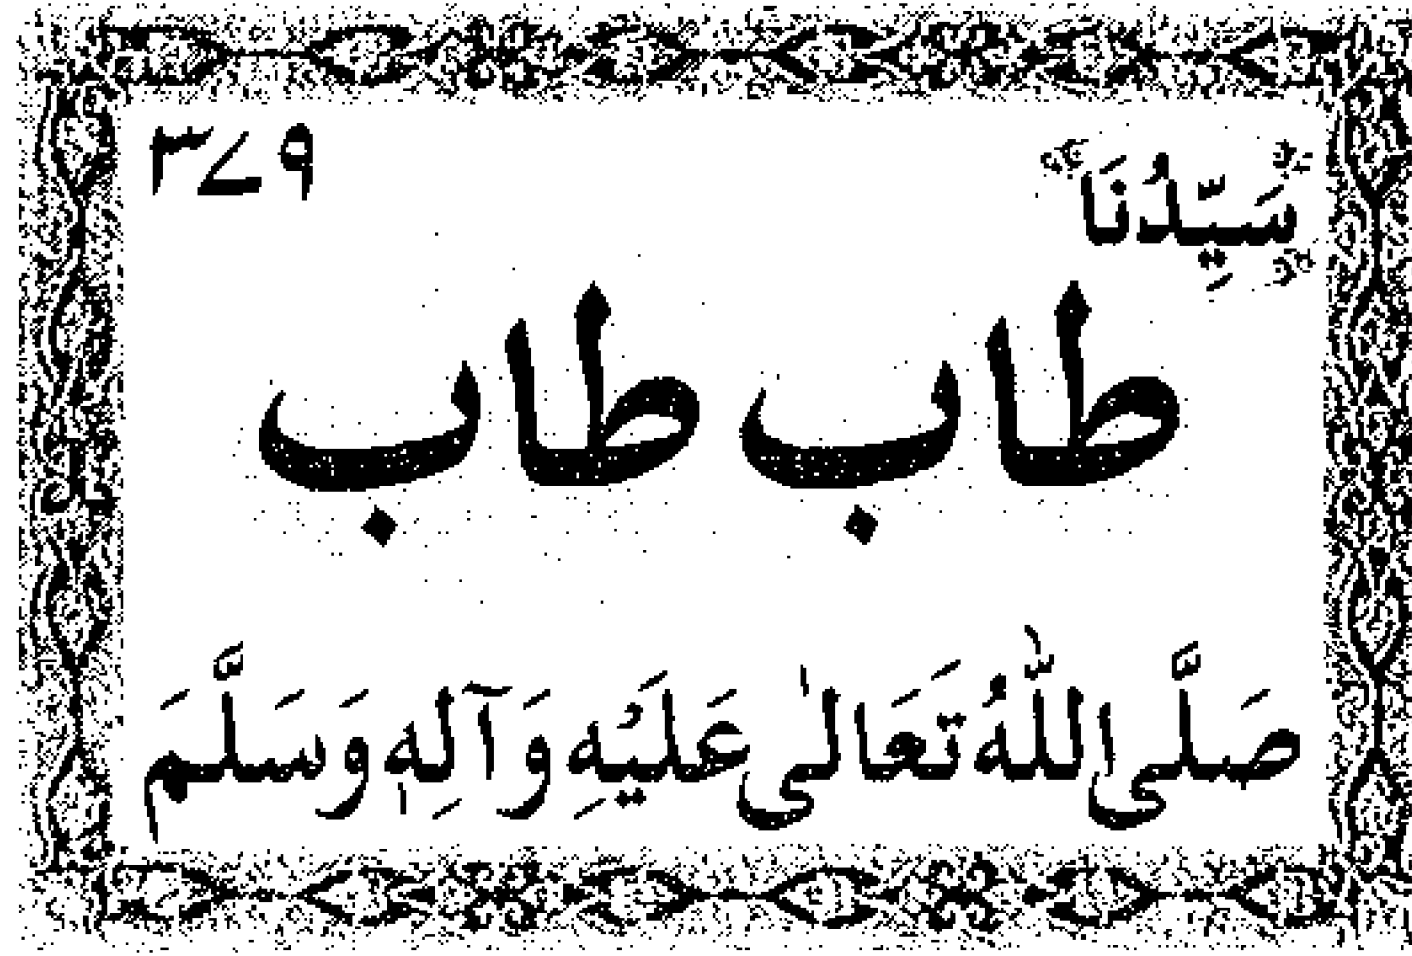 سَيِّدُنَا ۳۷۹
طاب طاب
صَلَّى اللّٰهُ تَعَالٰى عَلَيْهِ وَآلِهٖ وَسَلَّمَ